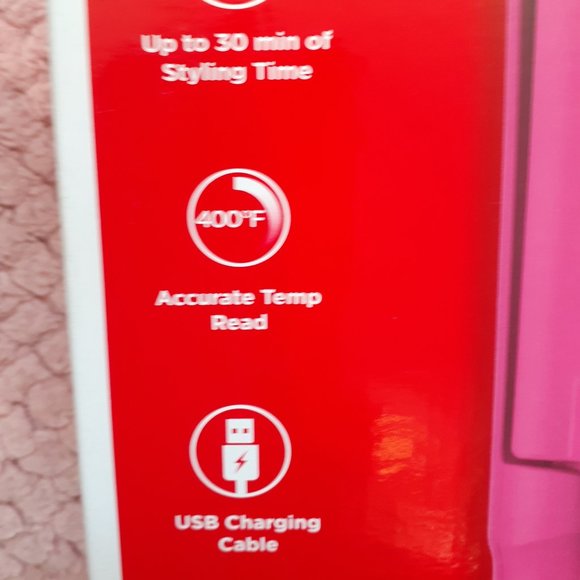 Up to 30 min of
Styling Time
400°F
Accurate Temp
Read
USB Charging
Cable